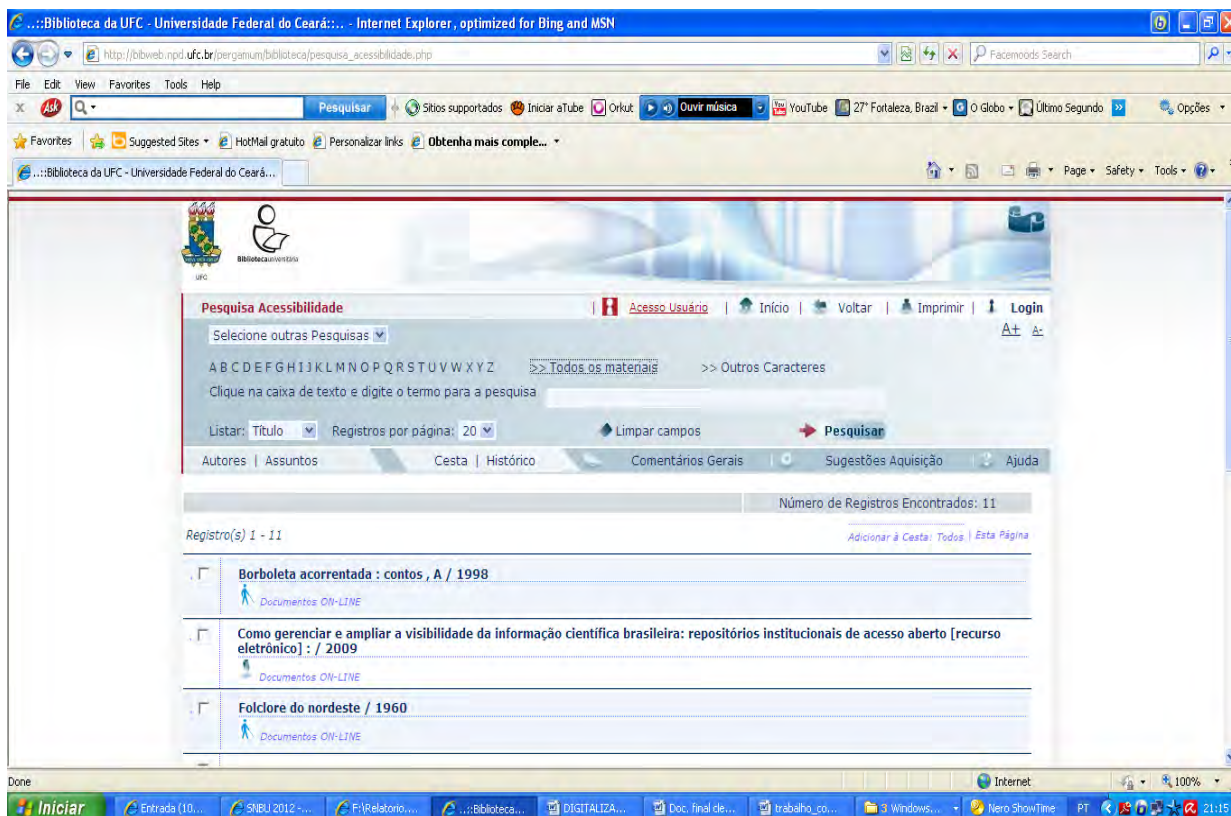 ..::Biblioteca da UFC - Universidade Federal do Ceará::... - Internet Explorer, optimized for Bing and MSN
http://bibweb.npd.ufc.br/pergamum/biblioteca/pesquisa_acessibilidade.php
Facemoods Search
File Edit View Favorites Tools Help
x Ask Pesquisar Sitios supportados Iniciar aTube Orkut Ouvir música YouTube 27° Fortaleza, Brazil O Globo Último Segundo Opções
Favorites Suggested Sites HotMail gratuito Personalizar links Obtenha mais comple...
..::Biblioteca da UFC - Universidade Federal do Ceará... Page Safety Tools
Bibliotecauniversitária
UFC
Pesquisa Acessibilidade | Acesso Usuário | Início | Voltar | Imprimir | Login
Selecione outras Pesquisas A+ A-
A B C D E F G H I J K L M N O P Q R S T U V W X Y Z >> Todos os materiais >> Outros Caracteres
Clique na caixa de texto e digite o termo para a pesquisa
Listar: Título Registros por página: 20 Limpar campos Pesquisar
Autores | Assuntos Cesta | Histórico Comentários Gerais Sugestões Aquisição Ajuda
Número de Registros Encontrados: 11
Registro(s) 1 - 11 Adicionar à Cesta: Todos | Esta Página
Borboleta acorrentada : contos , A / 1998
Documentos ON-LINE
Como gerenciar e ampliar a visibilidade da informação científica brasileira: repositórios institucionais de acesso aberto [recurso
eletrônico] : / 2009
Documentos ON-LINE
Folclore do nordeste / 1960
Documentos ON-LINE
Done Internet 100%
Iniciar Entrada (10... SNBU 2012 -... F:\Relatorio.... ..::Biblioteca... DIGITALIZA... Doc. final de... trabalho_co... 3 Windows... Nero ShowTime PT 21:15